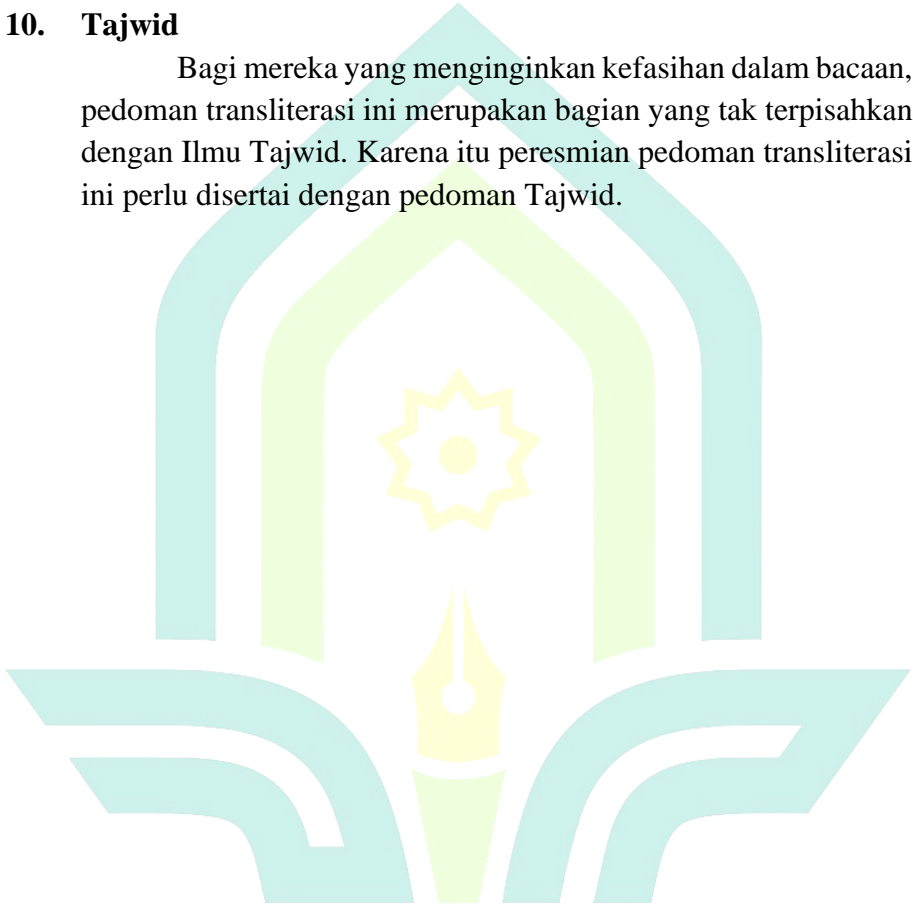 10. Tajwid
Bagi mereka yang menginginkan kefasihan dalam bacaan,
pedoman transliterasi ini merupakan bagian yang tak terpisahkan
dengan Ilmu Tajwid. Karena itu peresmian pedoman transliterasi
ini perlu disertai dengan pedoman Tajwid.